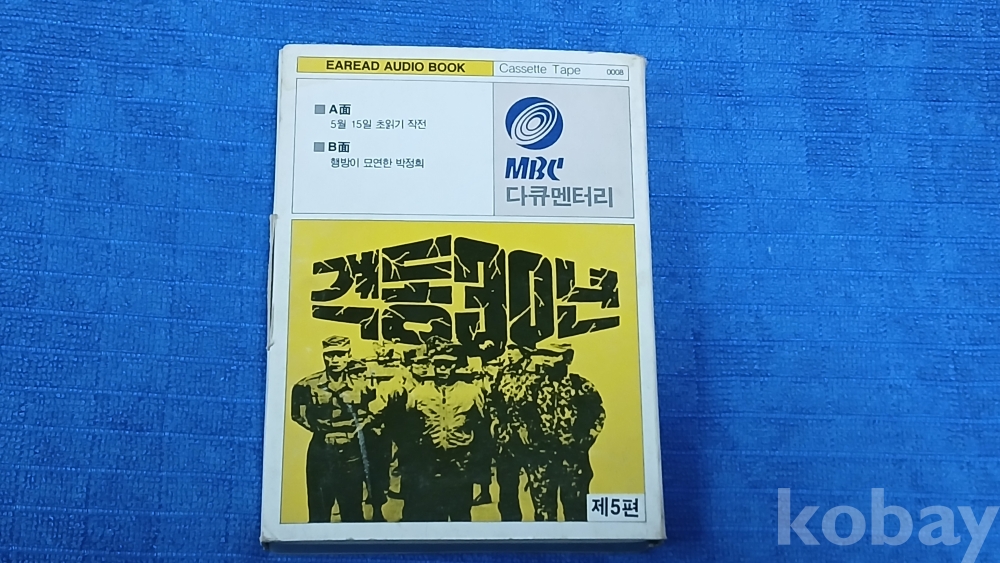 EAREAD AUDIO BOOK
Cassette Tape 0008
A面
5월 15일 초읽기 작전
B面
행방이 묘연한 박정희
MBC
다큐멘터리
격동30년
제5편
kobay